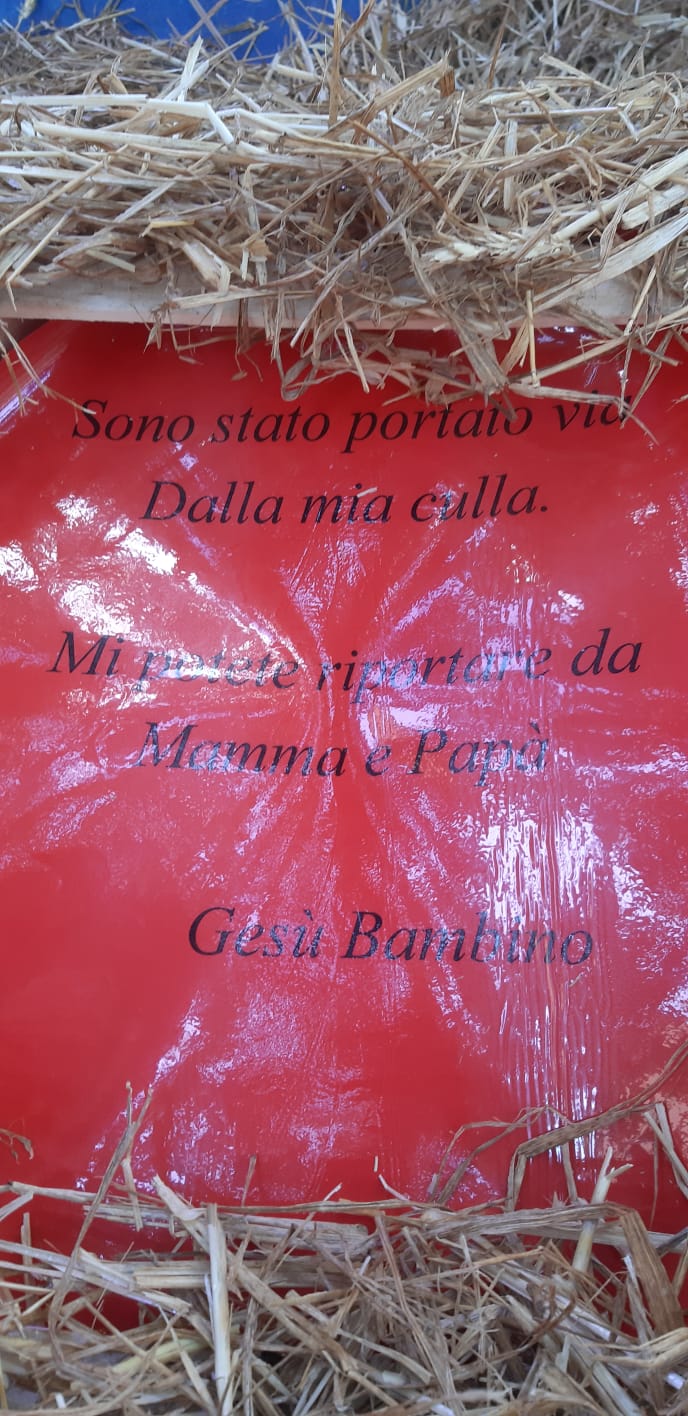 Sono stato portato via
Dalla mia culla.
Mi potete riportare da
Mamma e Papà
Gesù Bambino